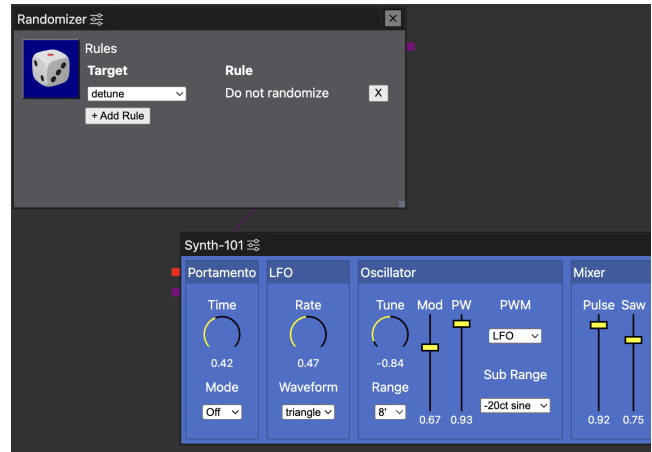 Randomizer
Rules
Target Rule
detune Do not randomize X
+ Add Rule
Synth-101
Portamento LFO Oscillator Mixer
Time Rate Tune Mod PW PWM Pulse Saw
LFO
0.42 0.47 -0.84
Sub Range
Mode Waveform Range
Off triangle 8' -20ct sine
0.67 0.93 0.92 0.75